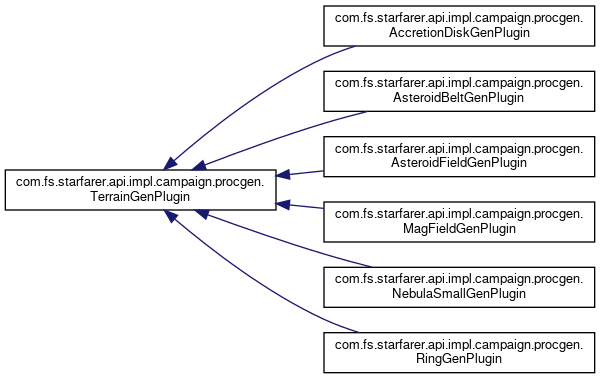 com.fs.starfarer.api.impl.campaign.procgen.
AccretionDiskGenPlugin
com.fs.starfarer.api.impl.campaign.procgen.
AsteroidBeltGenPlugin
com.fs.starfarer.api.impl.campaign.procgen.
AsteroidFieldGenPlugin
com.fs.starfarer.api.impl.campaign.procgen.
TerrainGenPlugin
com.fs.starfarer.api.impl.campaign.procgen.
MagFieldGenPlugin
com.fs.starfarer.api.impl.campaign.procgen.
NebulaSmallGenPlugin
com.fs.starfarer.api.impl.campaign.procgen.
RingGenPlugin